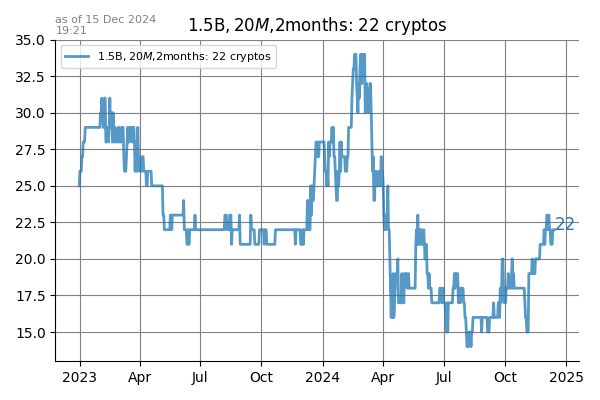 as of 15 Dec 2024
19:21
1.5B, 20M,2months: 22 cryptos
1.5B, 20M,2months: 22 cryptos
35.0
32.5
30.0
27.5
25.0
22.5
20.0
17.5
15.0
22
2023
Apr
Jul
Oct
2024
Apr
Jul
Oct
2025